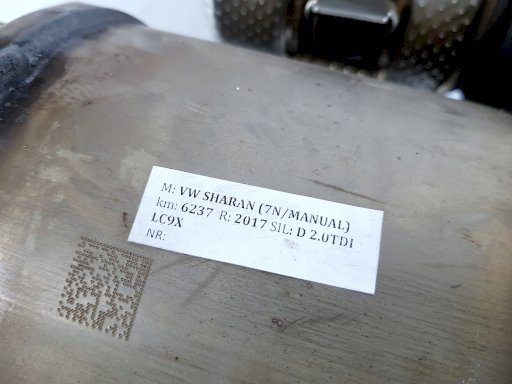 M: VW SHARAN (7N/MANUAL)
km: 6237 R: 2017 SIL: D 2.0TDI
LC9X
NR: